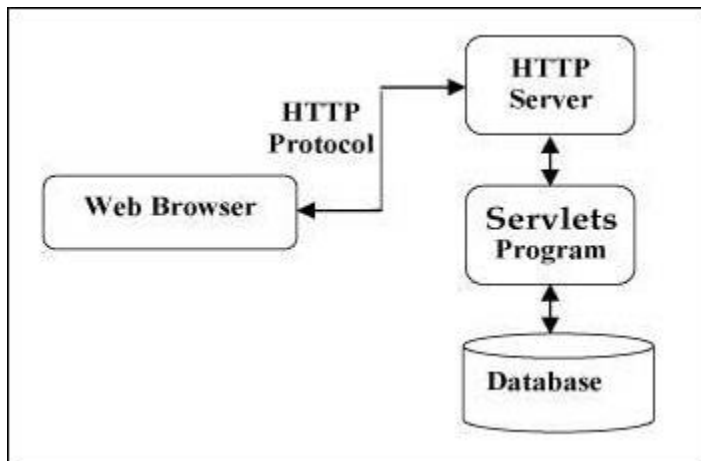 HTTP
Server
HTTP
Protocol
Web Browser
Servlets
Program
Database